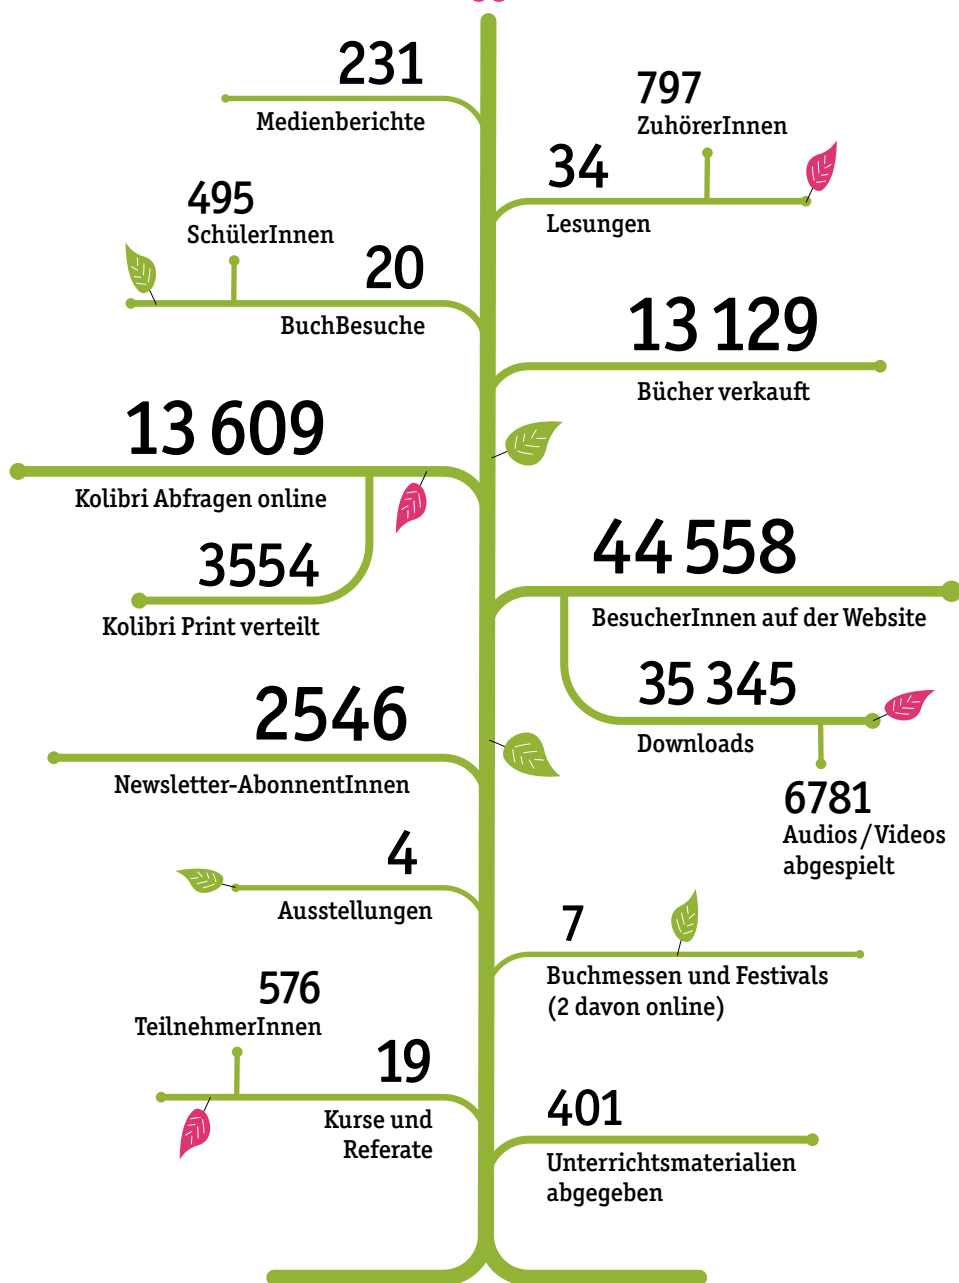 231
Medienberichte
797
ZuhörerInnen
34
Lesungen
495
SchülerInnen
20
BuchBesuche
13 129
Bücher verkauft
13 609
Kolibri Abfragen online
3554
Kolibri Print verteilt
44 558
BesucherInnen auf der Website
35 345
Downloads
6781
Audios / Videos
abgespielt
2546
Newsletter-AbonnentInnen
4
Ausstellungen
7
Buchmessen und Festivals
(2 davon online)
576
TeilnehmerInnen
19
Kurse und
Referate
401
Unterrichtsmaterialien
abgegeben